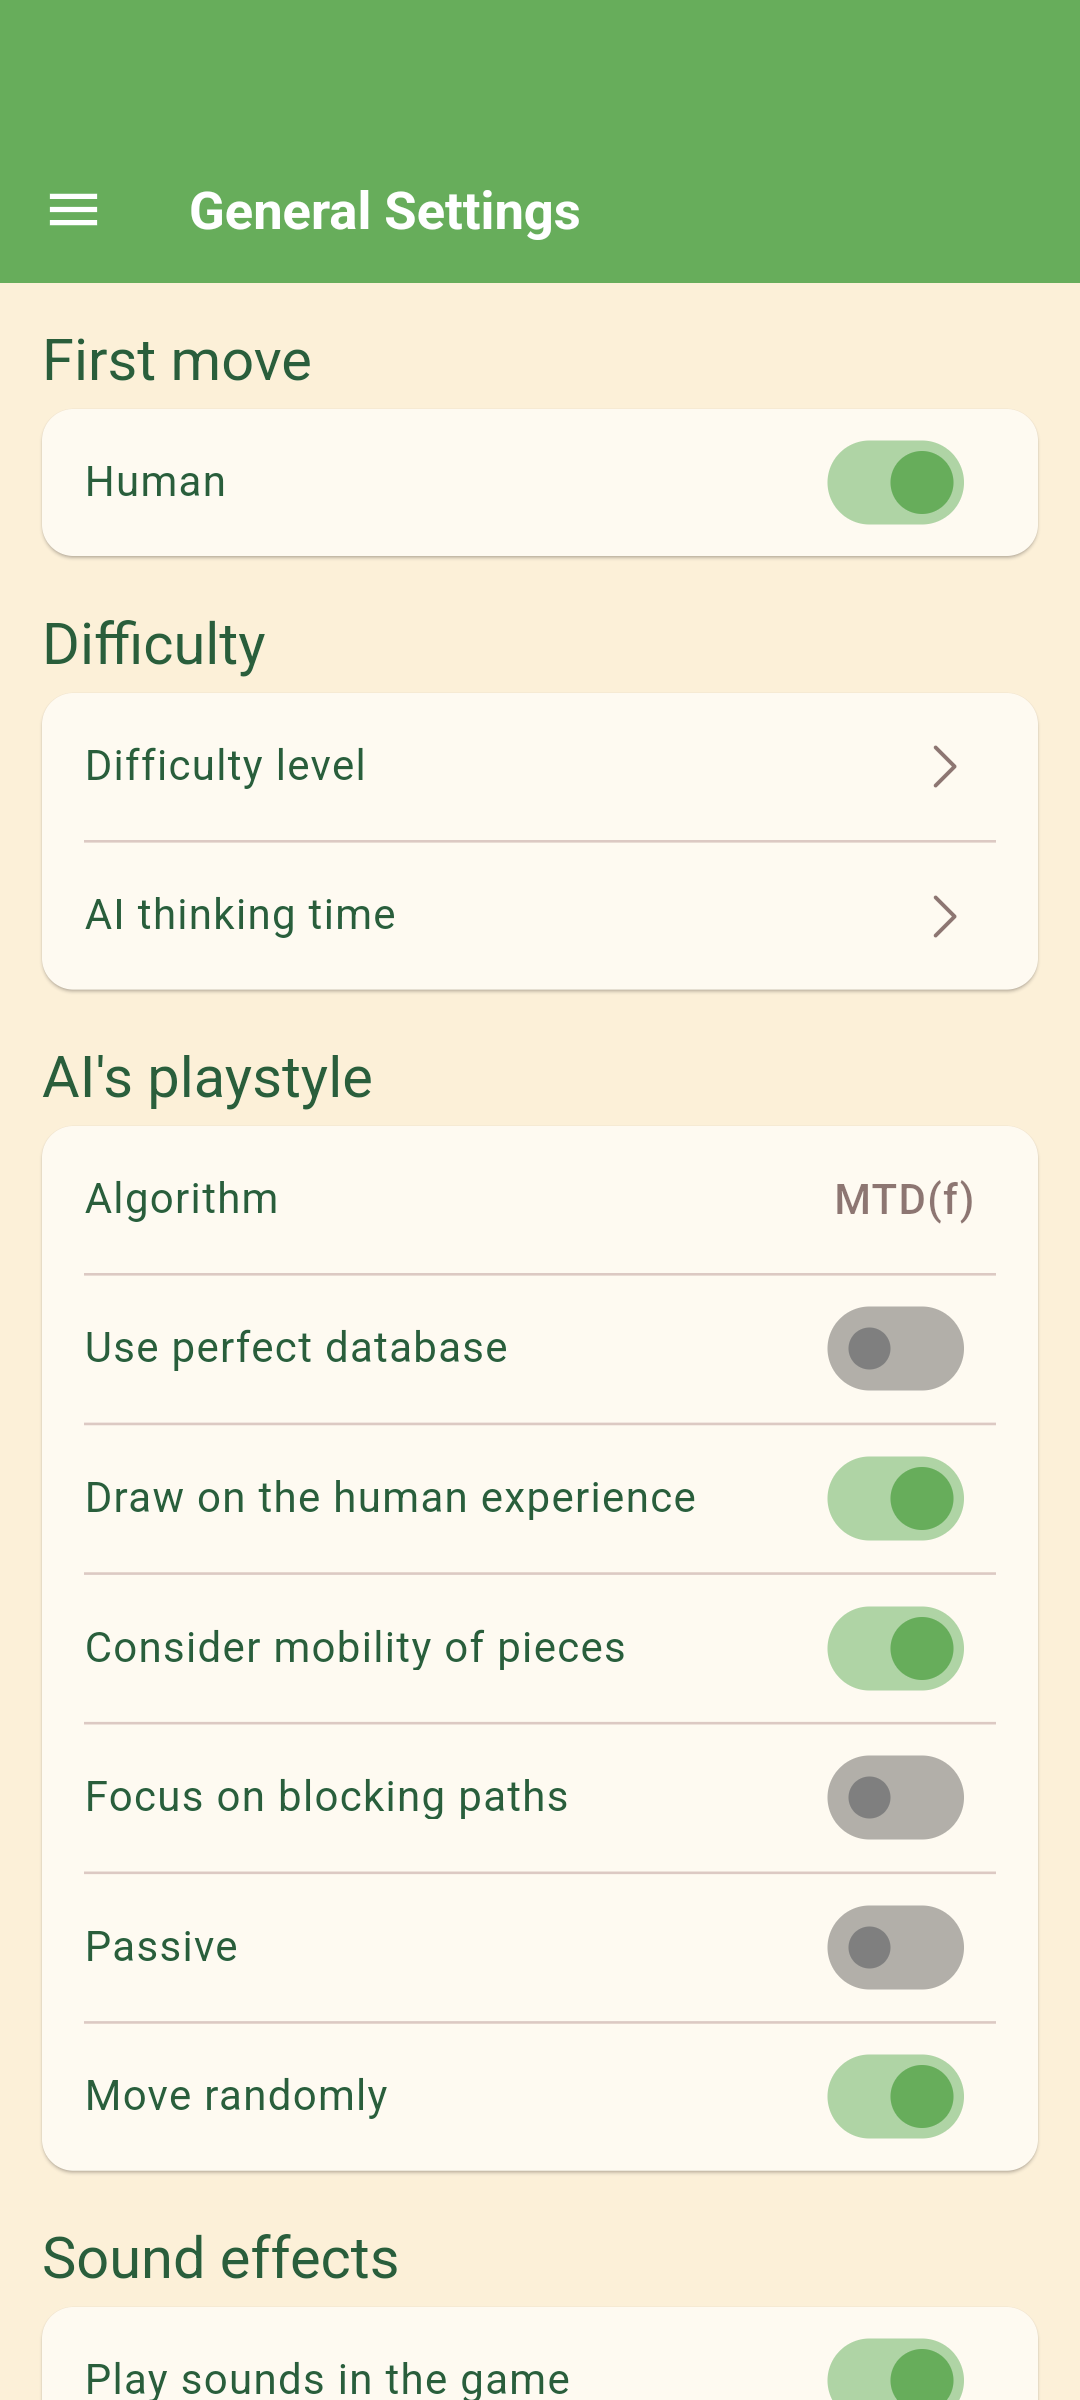 General Settings
First move
Human
Difficulty
Difficulty level
AI thinking time
AI's playstyle
Algorithm MTD(f)
Use perfect database
Draw on the human experience
Consider mobility of pieces
Focus on blocking paths
Passive
Move randomly
Sound effects
Play sounds in the game